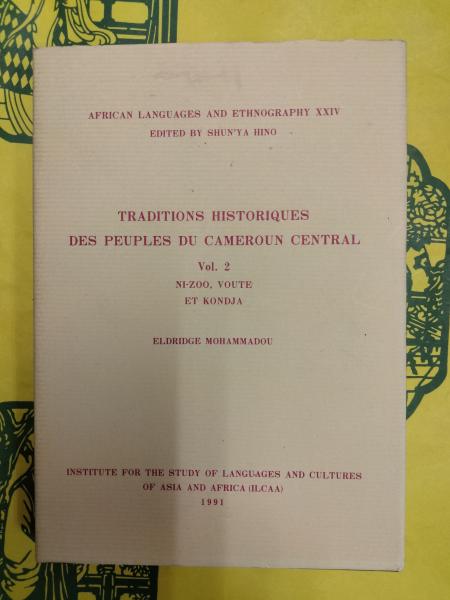 AFRICAN LANGUAGES AND ETHNOGRAPHY XXIV
EDITED BY SHUN'YA HINO
TRADITIONS HISTORIQUES
DES PEUPLES DU CAMEROUN CENTRAL
Vol. 2
NI-ZOO, VOUTE
ET KONDJA
ELDRIDGE MOHAMMADOU
INSTITUTE FOR THE STUDY OF LANGUAGES AND CULTURES
OF ASIA AND AFRICA (ILCAA)
1991